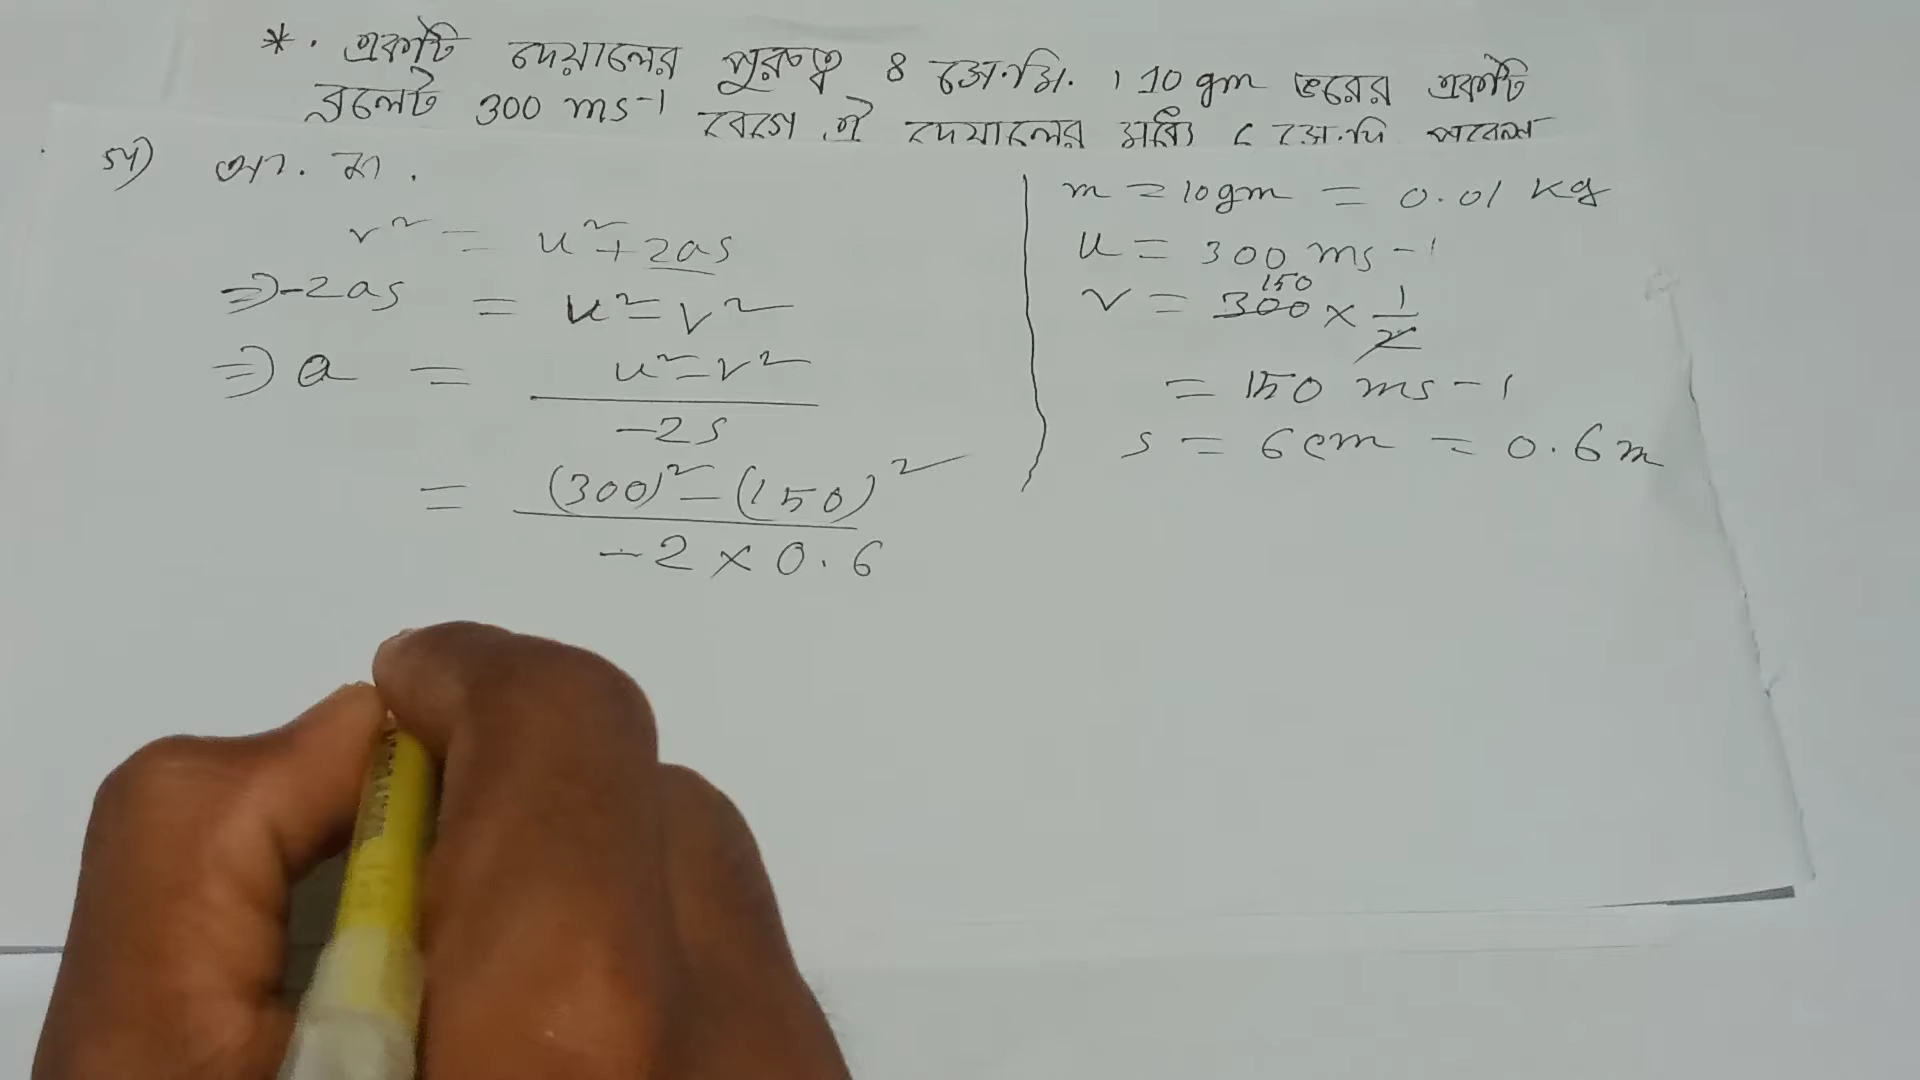 *. একটি দেয়ালের পুরুত্ব 8 সে.মি. । 10 gm ভরের একটি
বুলেট 300 ms-1 বেগে ঐ দেয়ালের মধ্যে 6 সে.মি প্রবেশ
আ. না.
v² = u²+2as
⇒ -2as = u²-v²
⇒ a = u²-v² / -2s
= (300)²-(150)² / -2×0.6
m = 10gm = 0.01 kg
u = 300 ms-1
150
v = 300 × 1/2
= 150 ms-1
s = 6cm = 0.6m